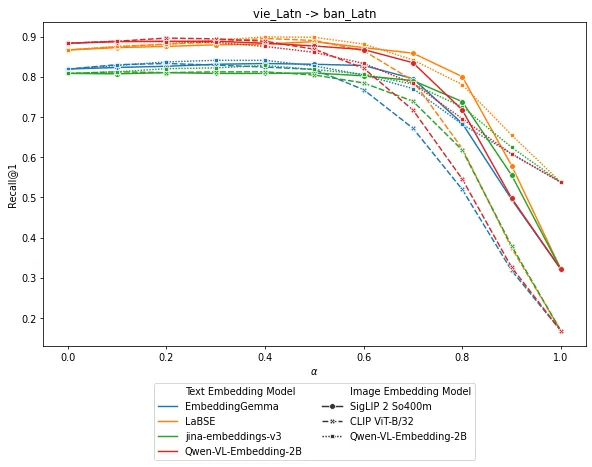 vie_Latn -> ban_Latn
Recall@1
0.9
0.8
0.7
0.6
0.5
0.4
0.3
0.2
0.0 0.2 0.4 0.6 0.8 1.0
α
Text Embedding Model
EmbeddingGemma
LaBSE
jina-embeddings-v3
Qwen-VL-Embedding-2B
Image Embedding Model
SigLIP 2 So400m
CLIP ViT-B/32
Qwen-VL-Embedding-2B